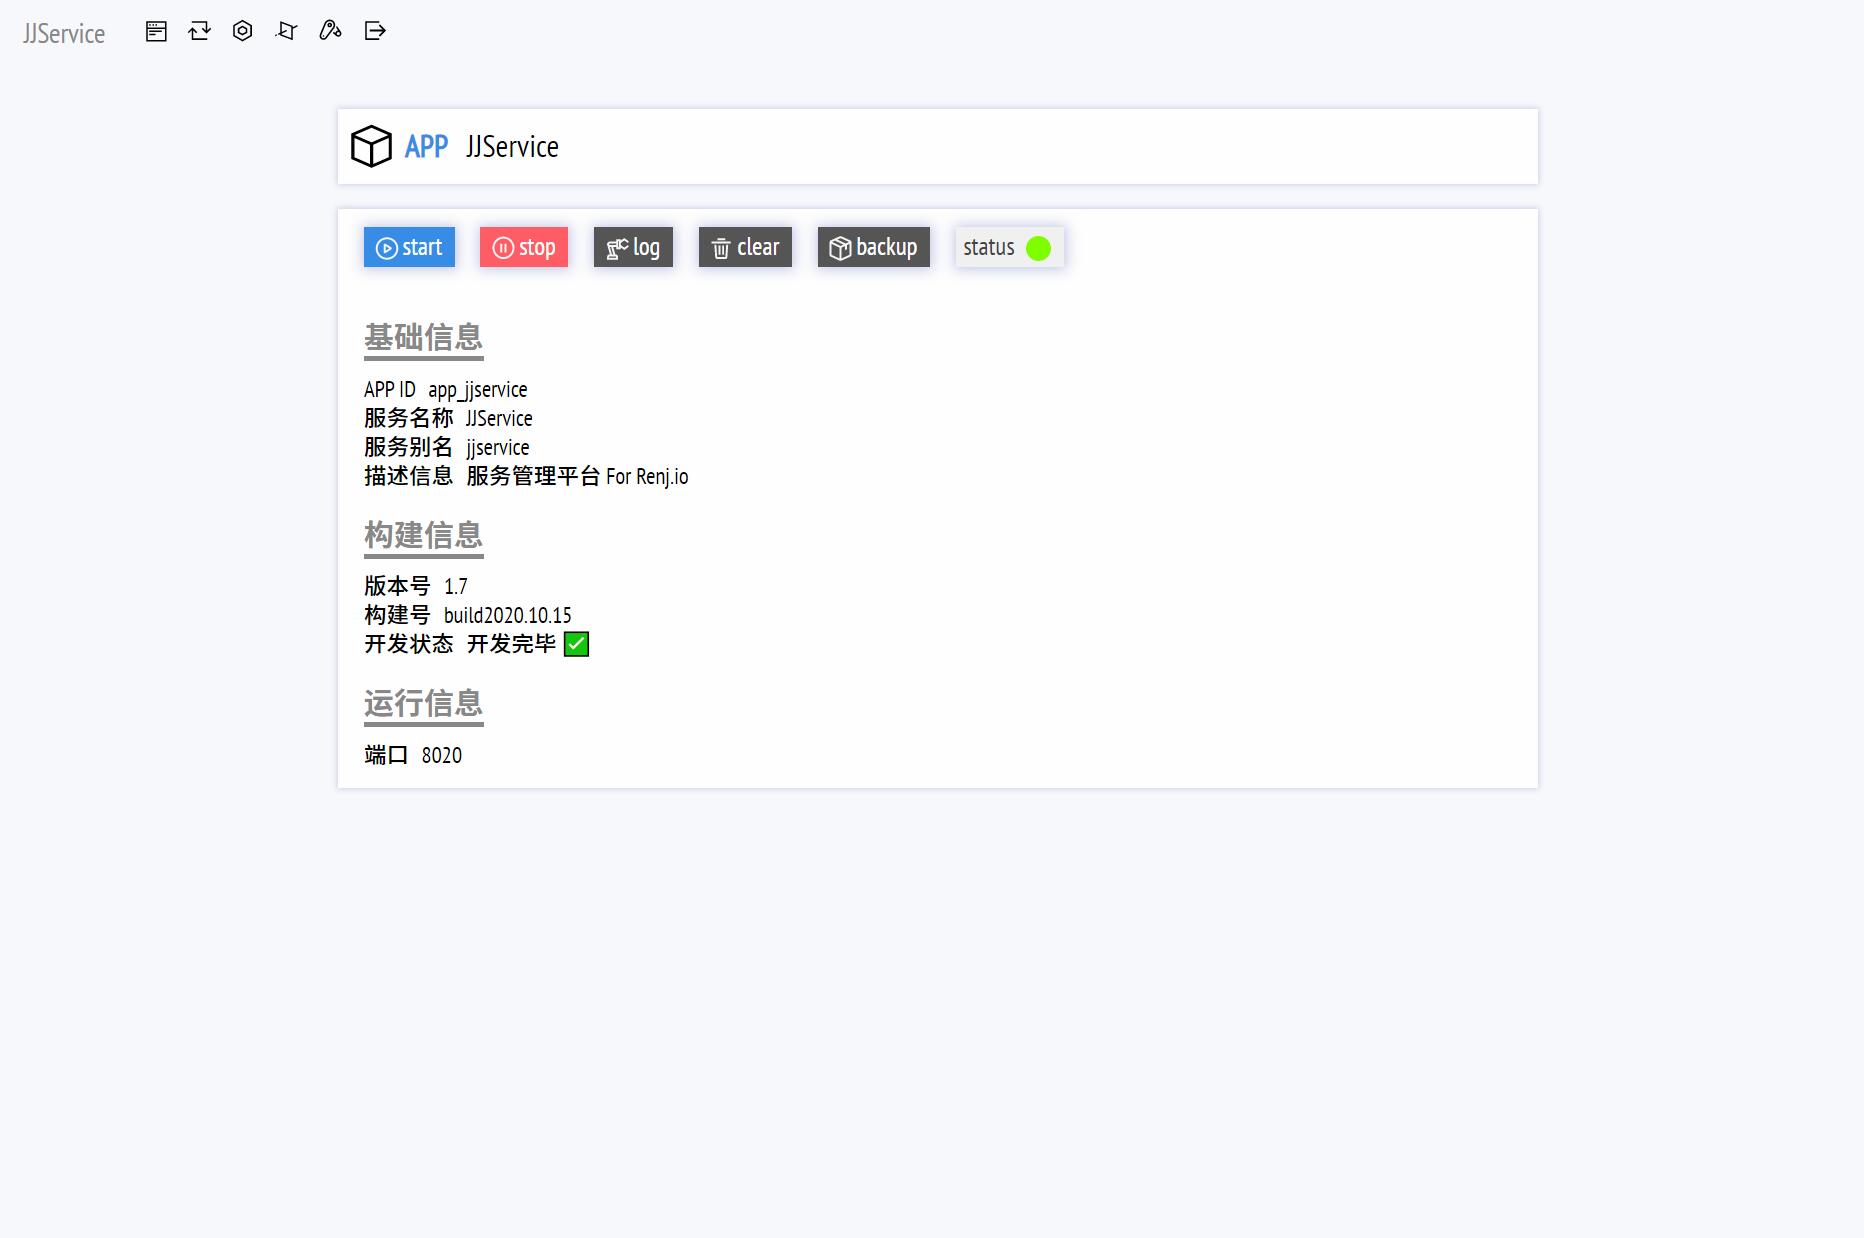 JJService
APP JJService
start stop log clear backup status
基础信息
APP ID app_jjservice
服务名称 JJService
服务别名 jjservice
描述信息 服务管理平台 For Renj.io
构建信息
版本号 1.7
构建号 build2020.10.15
开发状态 开发完毕 ✅
运行信息
端口 8020